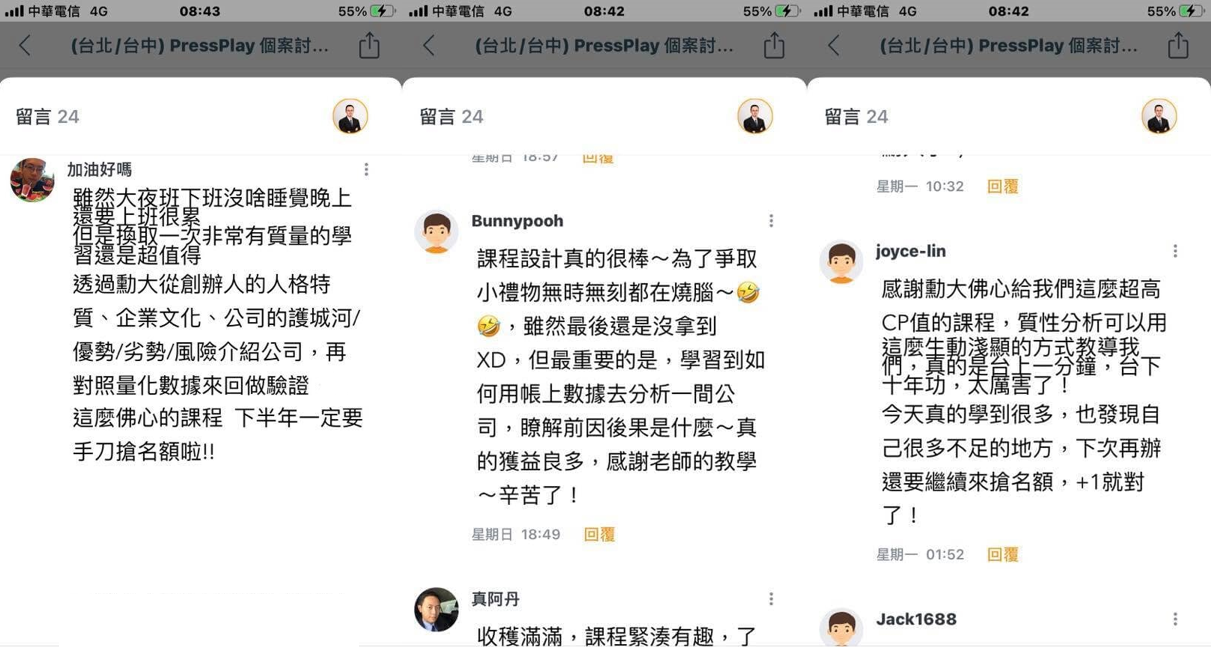 中華電信 4G 08:43 55%
(台北/台中) PressPlay 個案討...
留言 24
加油好嗎
雖然大夜班下班沒啥睡覺晚上
還要上班很累
但是換取一次非常有質量的學
習還是超值得
透過勳大從創辦人的人格特
質、企業文化、公司的護城河/
優勢/劣勢/風險介紹公司，再
對照量化數據來回做驗證
這麼佛心的課程 下半年一定要
手刀搶名額啦!!
中華電信 4G 08:42 55%
(台北/台中) PressPlay 個案討...
留言 24
星期日 18:57 回覆
Bunnypooh
課程設計真的很棒～為了爭取
小禮物無時無刻都在燒腦～🤣
🤣，雖然最後還是沒拿到
XD，但最重要的是，學習到如
何用帳上數據去分析一間公
司，瞭解前因後果是什麼～真
的獲益良多，感謝老師的教學
～辛苦了！
星期日 18:49 回覆
真阿丹
收穫滿滿，課程緊湊有趣，了
中華電信 4G 08:42 55%
(台北/台中) PressPlay 個案討...
留言 24
星期一 10:32 回覆
joyce-lin
感謝勳大佛心給我們這麼超高
CP值的課程，質性分析可以用
這麼生動淺顯的方式教導我
們，真的是台上一分鐘，台下
十年功，太厲害了！
今天真的學到很多，也發現自
己很多不足的地方，下次再辦
還要繼續來搶名額，+1就對
了！
星期一 01:52 回覆
Jack1688